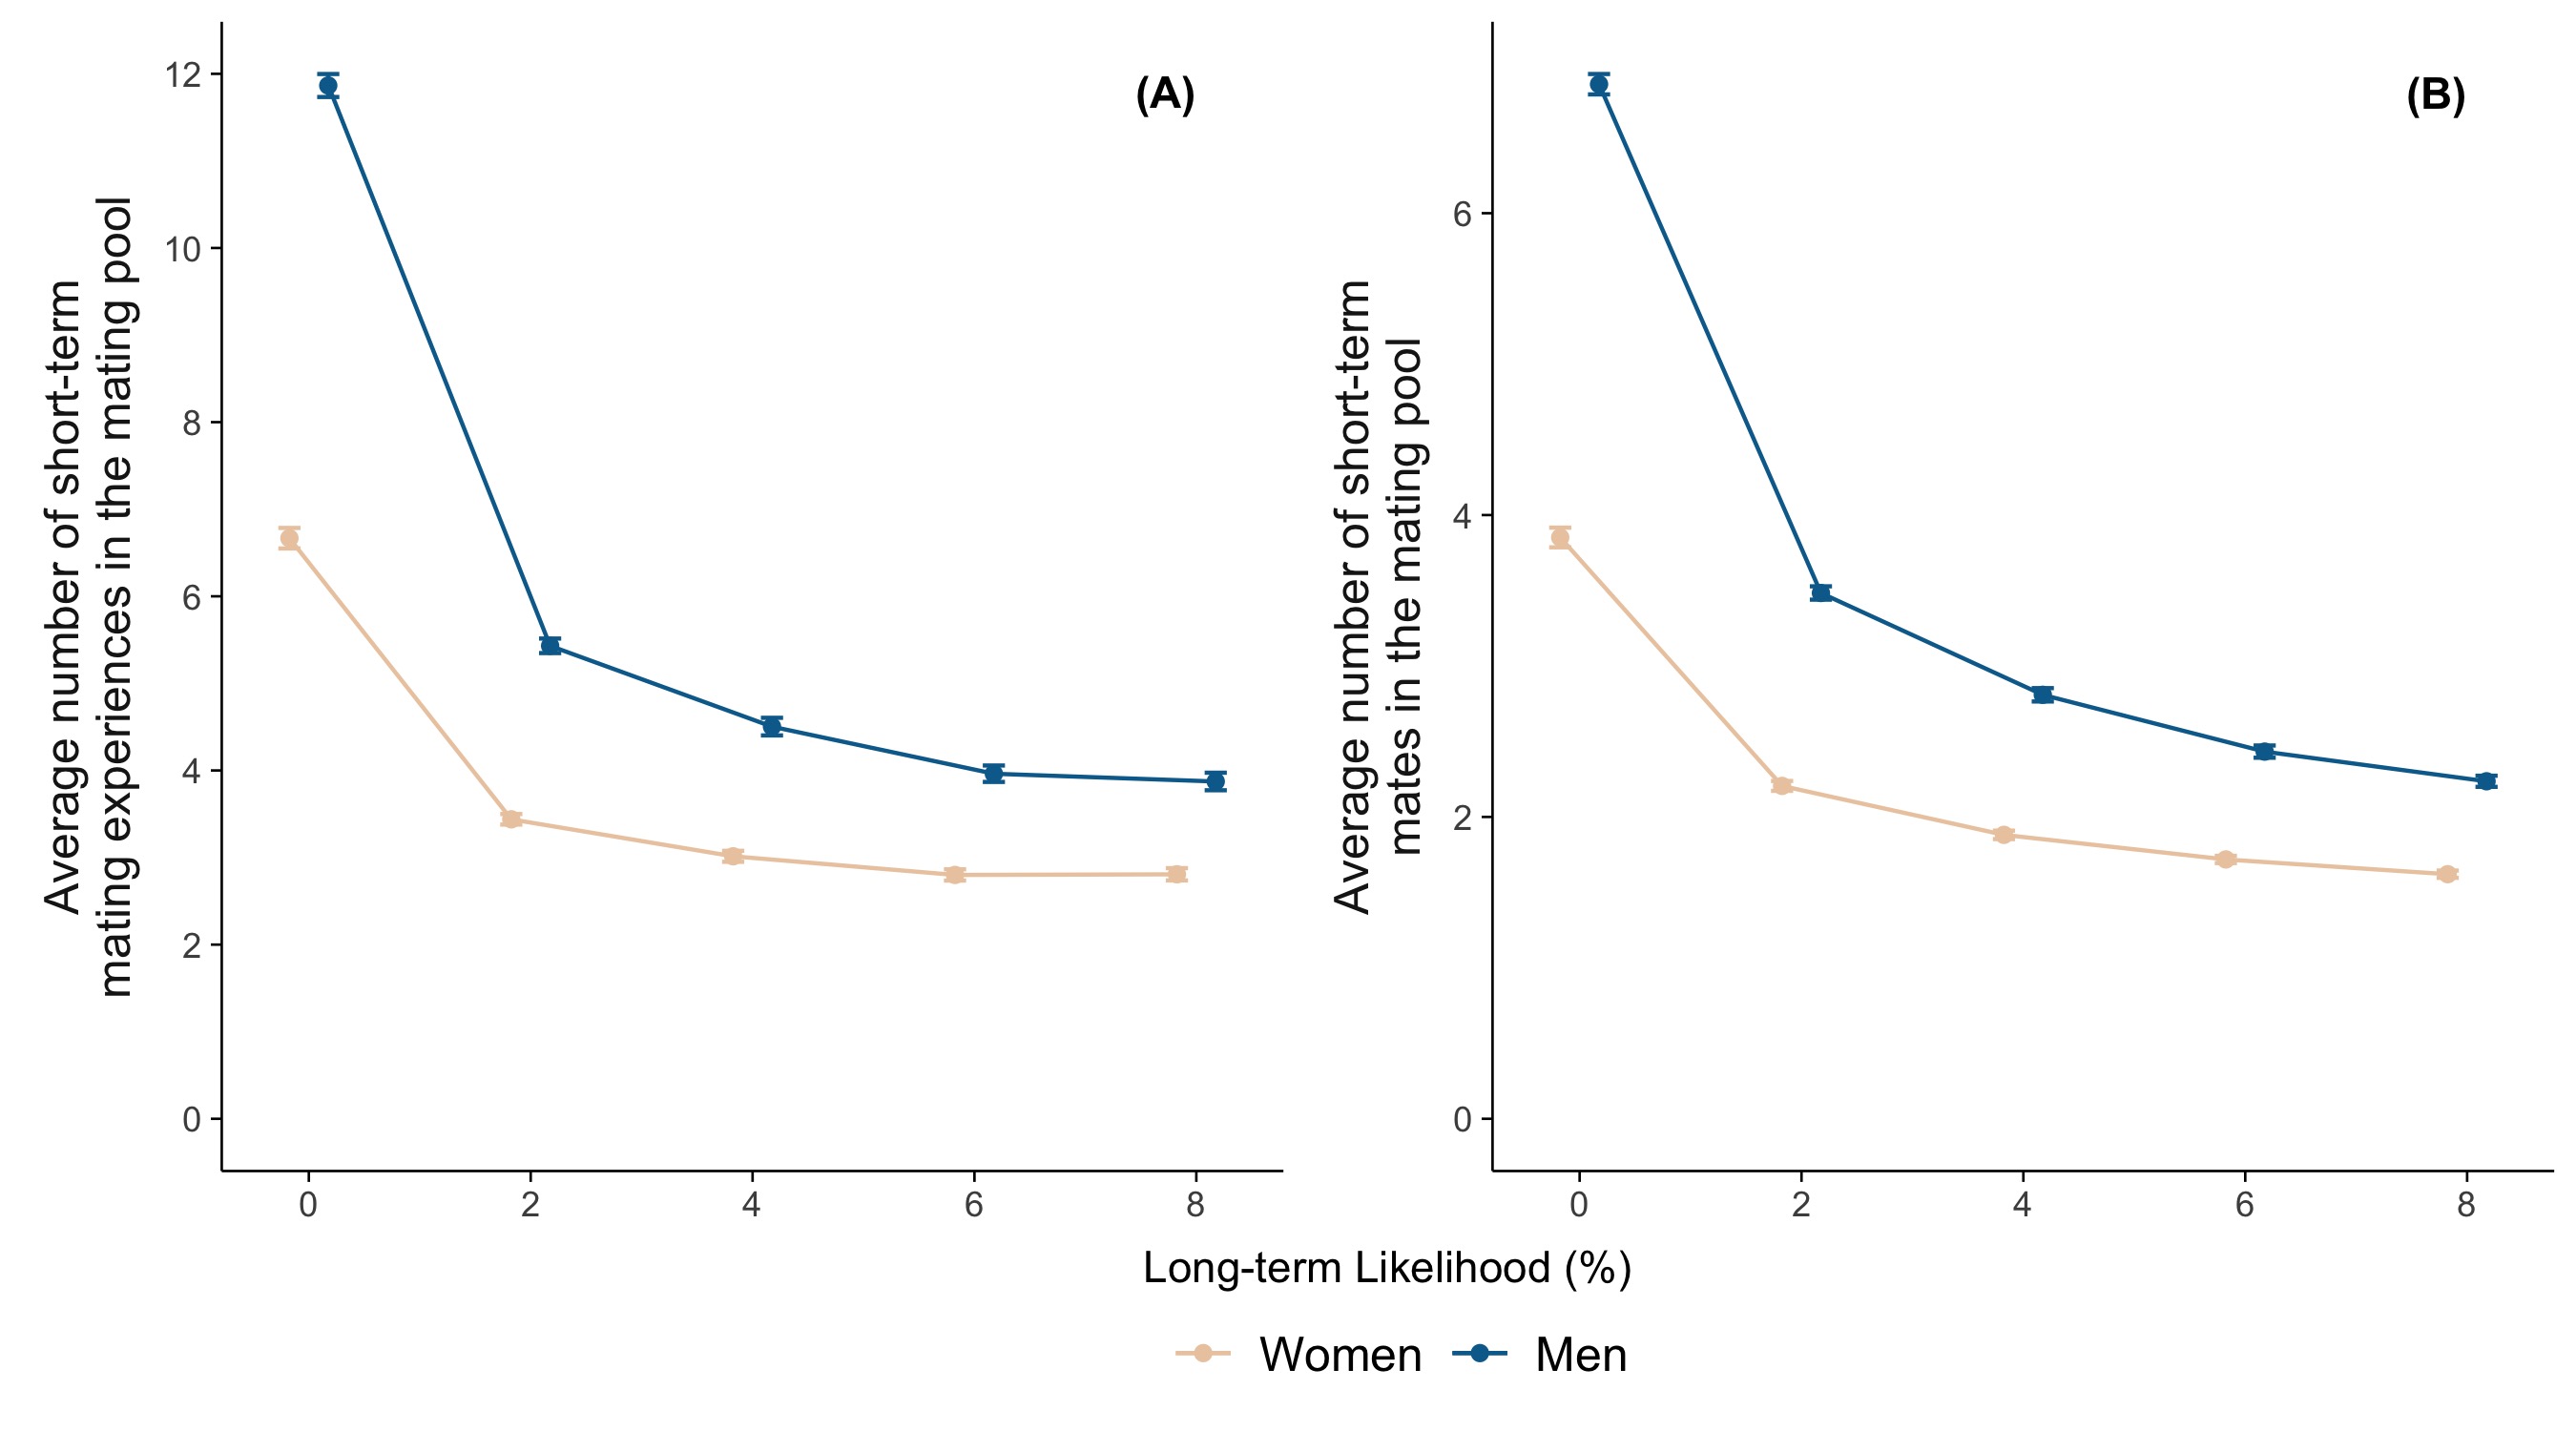 Average number of short-term
mating experiences in the mating pool
12
10
8
6
4
2
0
(A)
0 2 4 6 8
Average number of short-term
mates in the mating pool
6
4
2
0
(B)
0 2 4 6 8
Long-term Likelihood (%)
Women Men